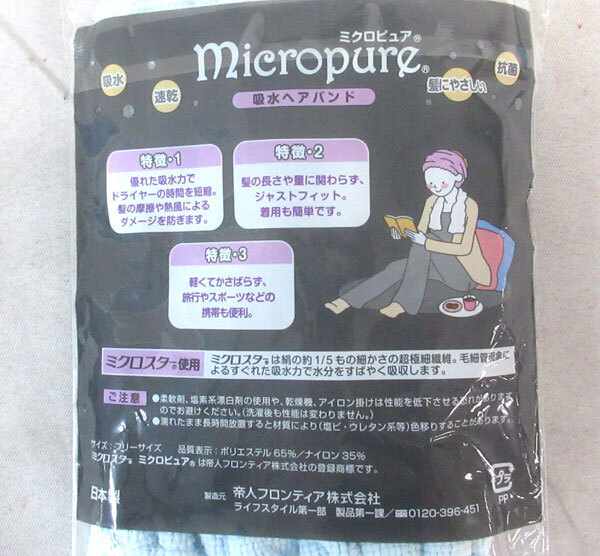 ミクロピュア®
micropure®
吸水
速乾
髪にやさしい
抗菌
吸水ヘアバンド
特徴・1
優れた吸水力で
ドライヤーの時間を短縮。
髪の摩擦や熱風による
ダメージを防ぎます。
特徴・2
髪の長さや量に関わらず、
ジャストフィット。
着用も簡単です。
特徴・3
軽くてかさばらず、
旅行やスポーツなどの
携帯も便利。
ミクロスター®使用
ミクロスター®は絹の約1/5もの細かさの超極細繊維。毛細管現象に
よるすぐれた吸水力で水分をすばやく吸収します。
ご注意
●柔軟剤、塩素系漂白剤の使用や、乾燥機、アイロン掛けは性能を低下させるおそれがあります
のでお避けください。(洗濯後も性能は変わりません。)
●濡れたまま長時間放置すると材質により(塩ビ・ウレタン系等)色移りすることがあります。
サイズ:フリーサイズ 品質表示:ポリエステル65%/ナイロン35%
ミクロスター® ミクロピュア®は帝人フロンティア株式会社の登録商標です。
日本製
製造元 帝人フロンティア株式会社
ライフスタイル第一部 製品第一課/0120-396-451
プラ
PP